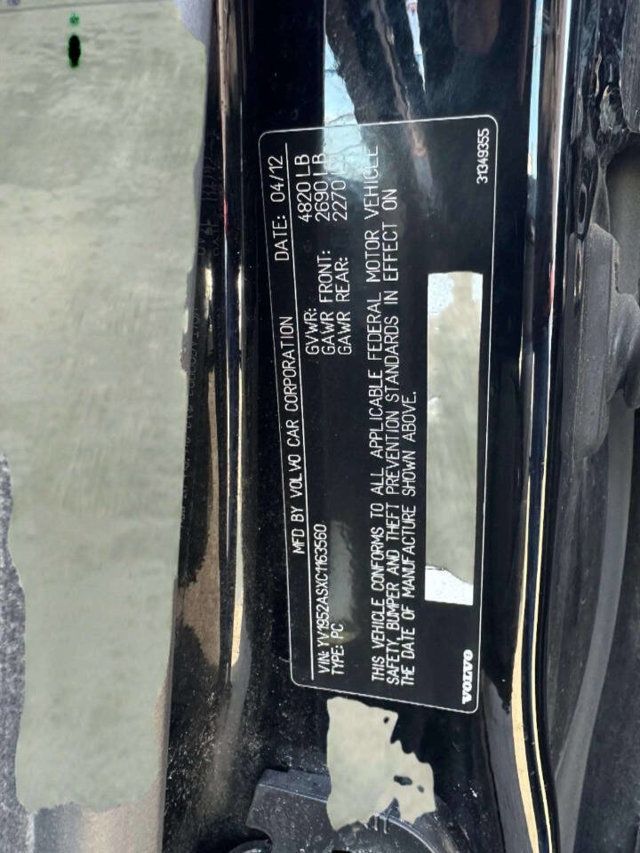 MFD BY VOLVO CAR CORPORATION DATE: 04/12
GVWR: 4820 LB
GAWR FRONT: 2690 LB
GAWR REAR: 2270
VIN: YV1952ASXC1163560
TYPE: PC
THIS VEHICLE CONFORMS TO ALL APPLICABLE FEDERAL MOTOR VEHICLE
SAFETY, BUMPER AND THEFT PREVENTION STANDARDS IN EFFECT ON
THE DATE OF MANUFACTURE SHOWN ABOVE.
VOLVO 31349355